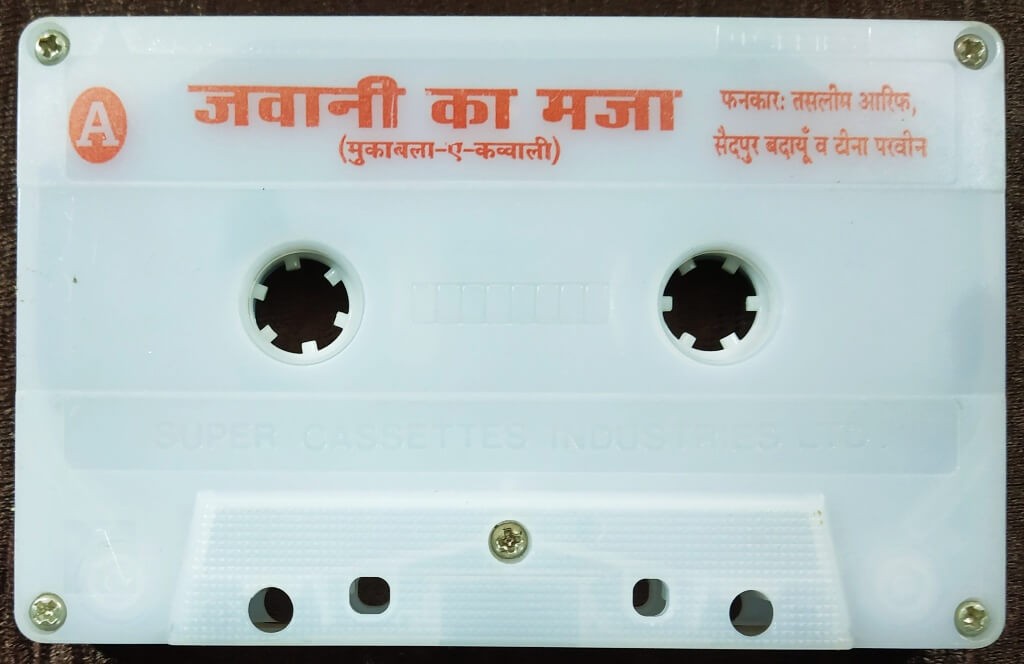 A
जवानी का मजा
(मुकाबला-ए-कव्वाली)
फनकार: तसलीम आरिफ,
सैदपुर बदायूँ व टीना परवीन
SUPER CASSETTES INDUSTRIES LTD.